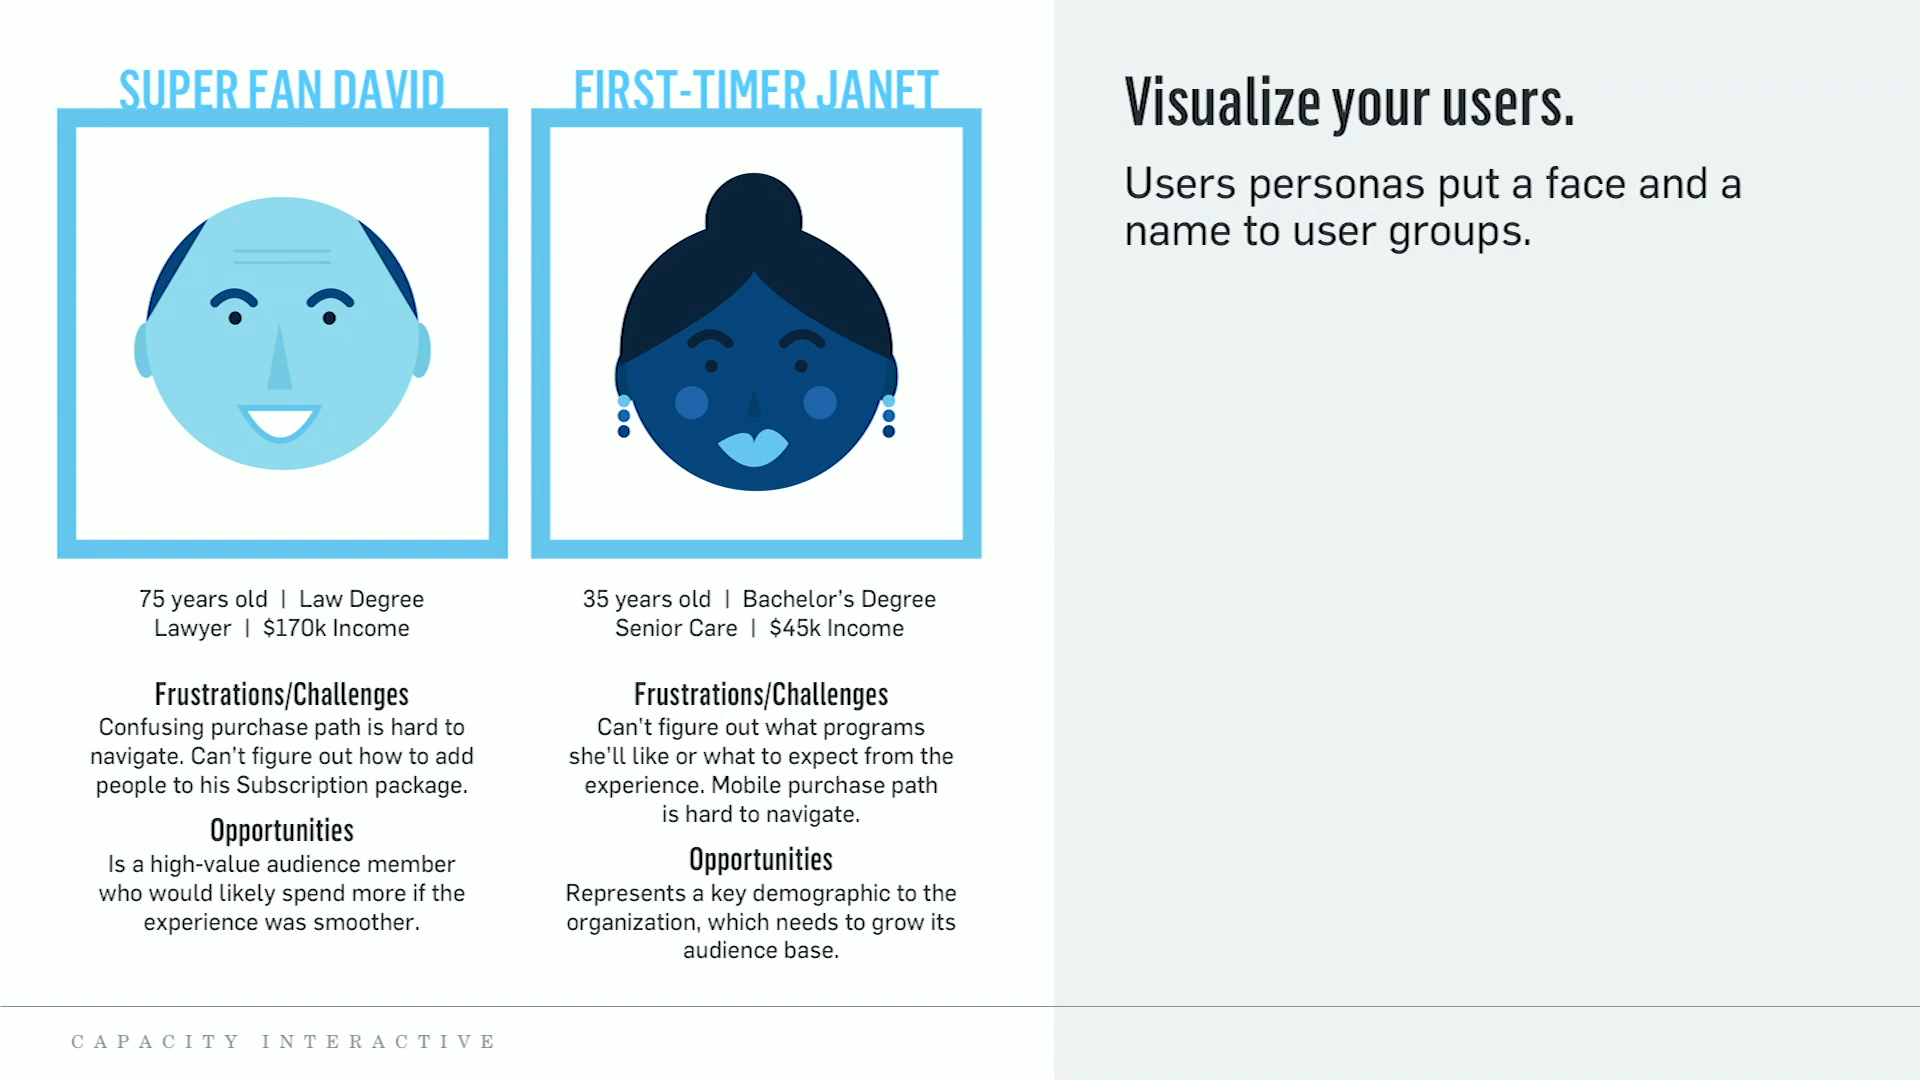 SUPER FAN DAVID
75 years old | Law Degree
Lawyer | $170k Income
Frustrations/Challenges
Confusing purchase path is hard to
navigate. Can't figure out how to add
people to his Subscription package.
Opportunities
Is a high-value audience member
who would likely spend more if the
experience was smoother.
FIRST-TIMER JANET
35 years old | Bachelor's Degree
Senior Care | $45k Income
Frustrations/Challenges
Can't figure out what programs
she'll like or what to expect from the
experience. Mobile purchase path
is hard to navigate.
Opportunities
Represents a key demographic to the
organization, which needs to grow its
audience base.
Visualize your users.
Users personas put a face and a
name to user groups.
CAPACITY INTERACTIVE